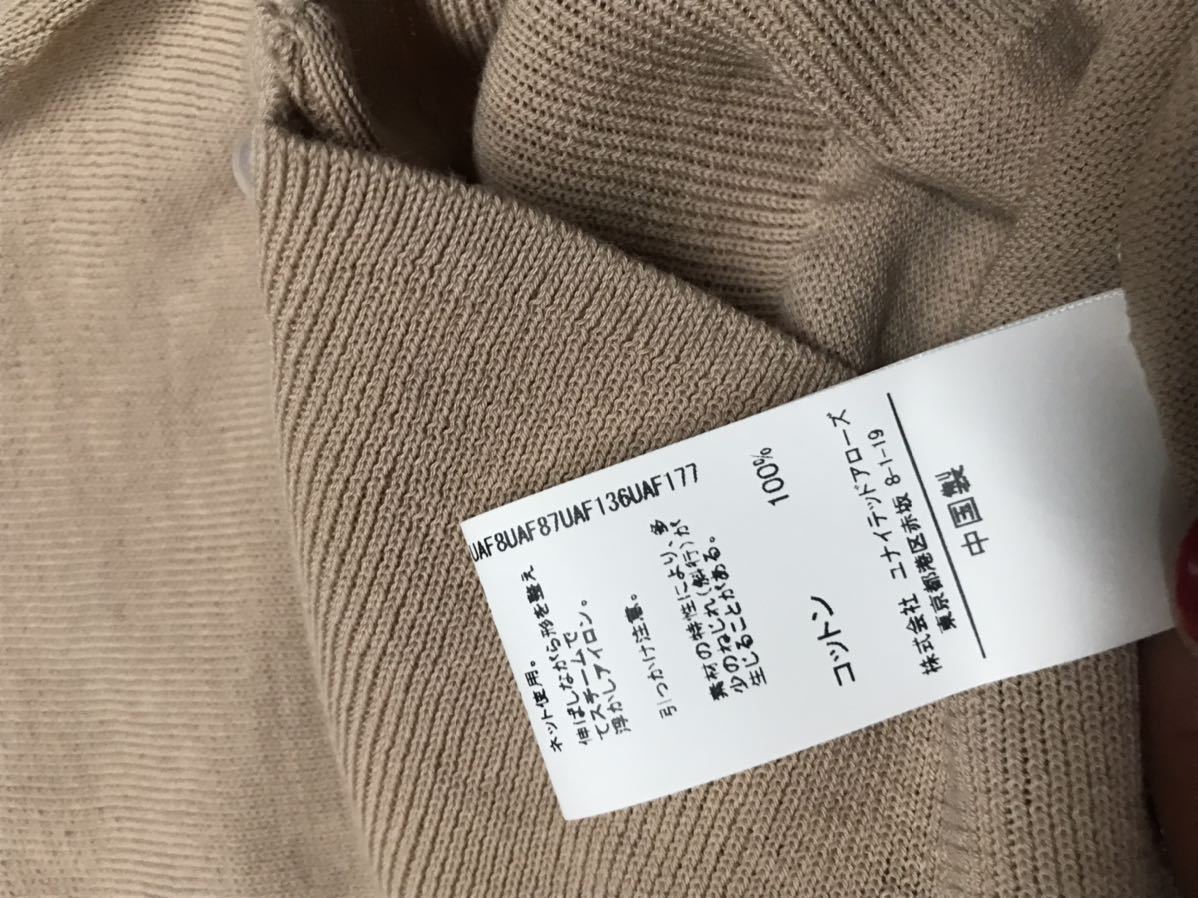 UAF8UAF87UAF136UAF177
ネット使用。
伸ばしながら形を整え
てスチームで
浮かしアイロン。
引っかけ注意。
素材の特性により、多
少のねじれ(斜行)が
生じることがある。
コットン 100%
株式会社 ユナイテッドアローズ
東京都港区赤坂 8-1-19
中国製